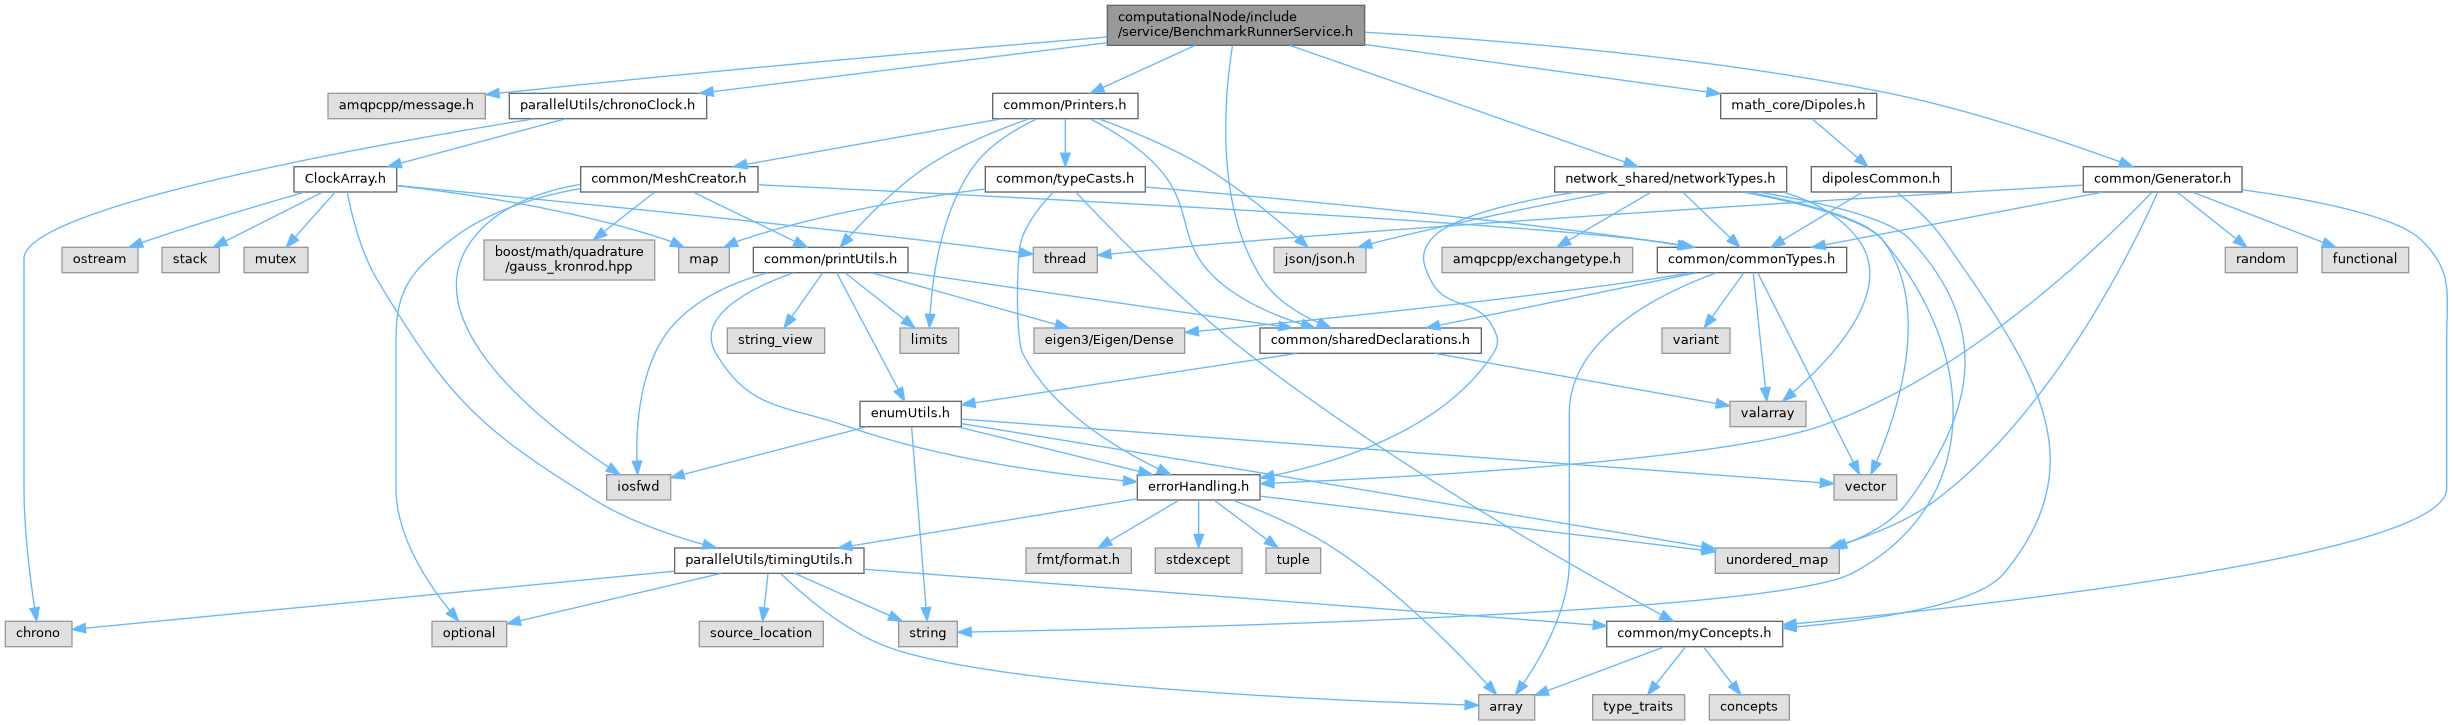 computationalNode/include
/service/BenchmarkRunnerService.h
amqpcpp/message.h
parallelUtils/chronoClock.h
common/Printers.h
math_core/Dipoles.h
ClockArray.h
common/MeshCreator.h
common/typeCasts.h
network_shared/networkTypes.h
dipolesCommon.h
common/Generator.h
ostream
stack
mutex
boost/math/quadrature
/gauss_kronrod.hpp
map
common/printUtils.h
thread
json/json.h
amqpcpp/exchangetype.h
common/commonTypes.h
random
functional
string_view
limits
eigen3/Eigen/Dense
common/sharedDeclarations.h
variant
enumUtils.h
valarray
iosfwd
errorHandling.h
vector
parallelUtils/timingUtils.h
fmt/format.h
stdexcept
tuple
unordered_map
chrono
optional
source_location
string
common/myConcepts.h
array
type_traits
concepts